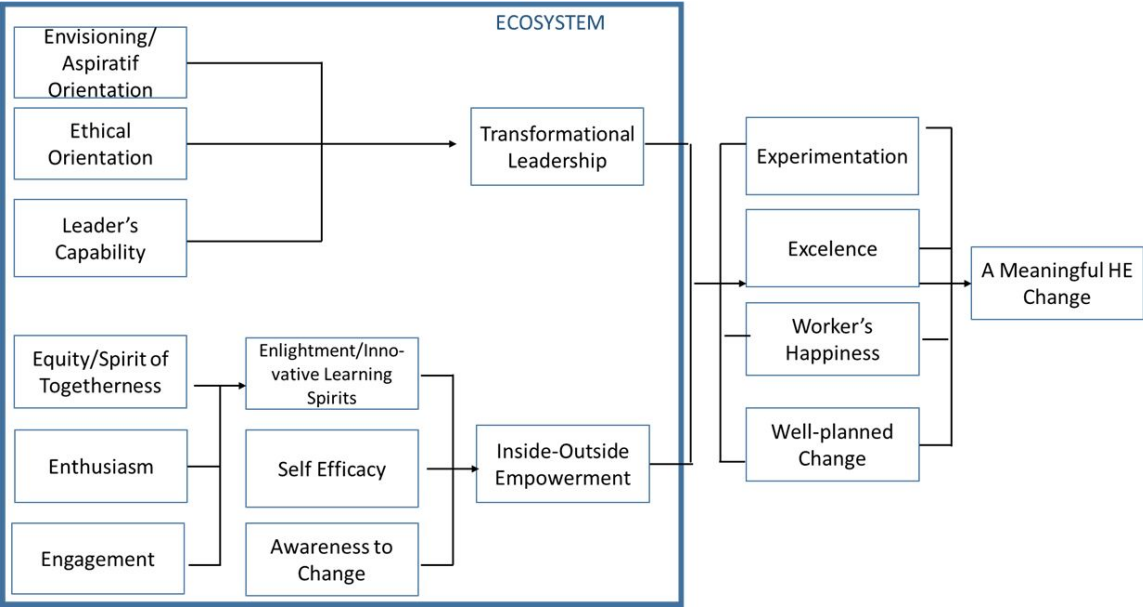 ECOSYSTEM
Envisioning/
Aspiratif
Orientation
Ethical
Orientation
Leader's
Capability
Transformational
Leadership
Equity/Spirit of
Togetherness
Enthusiasm
Engagement
Enlightment/Inno-
vative Learning
Spirits
Self Efficacy
Awareness to
Change
Inside-Outside
Empowerment
Experimentation
Excelence
Worker's
Happiness
Well-planned
Change
A Meaningful HE
Change